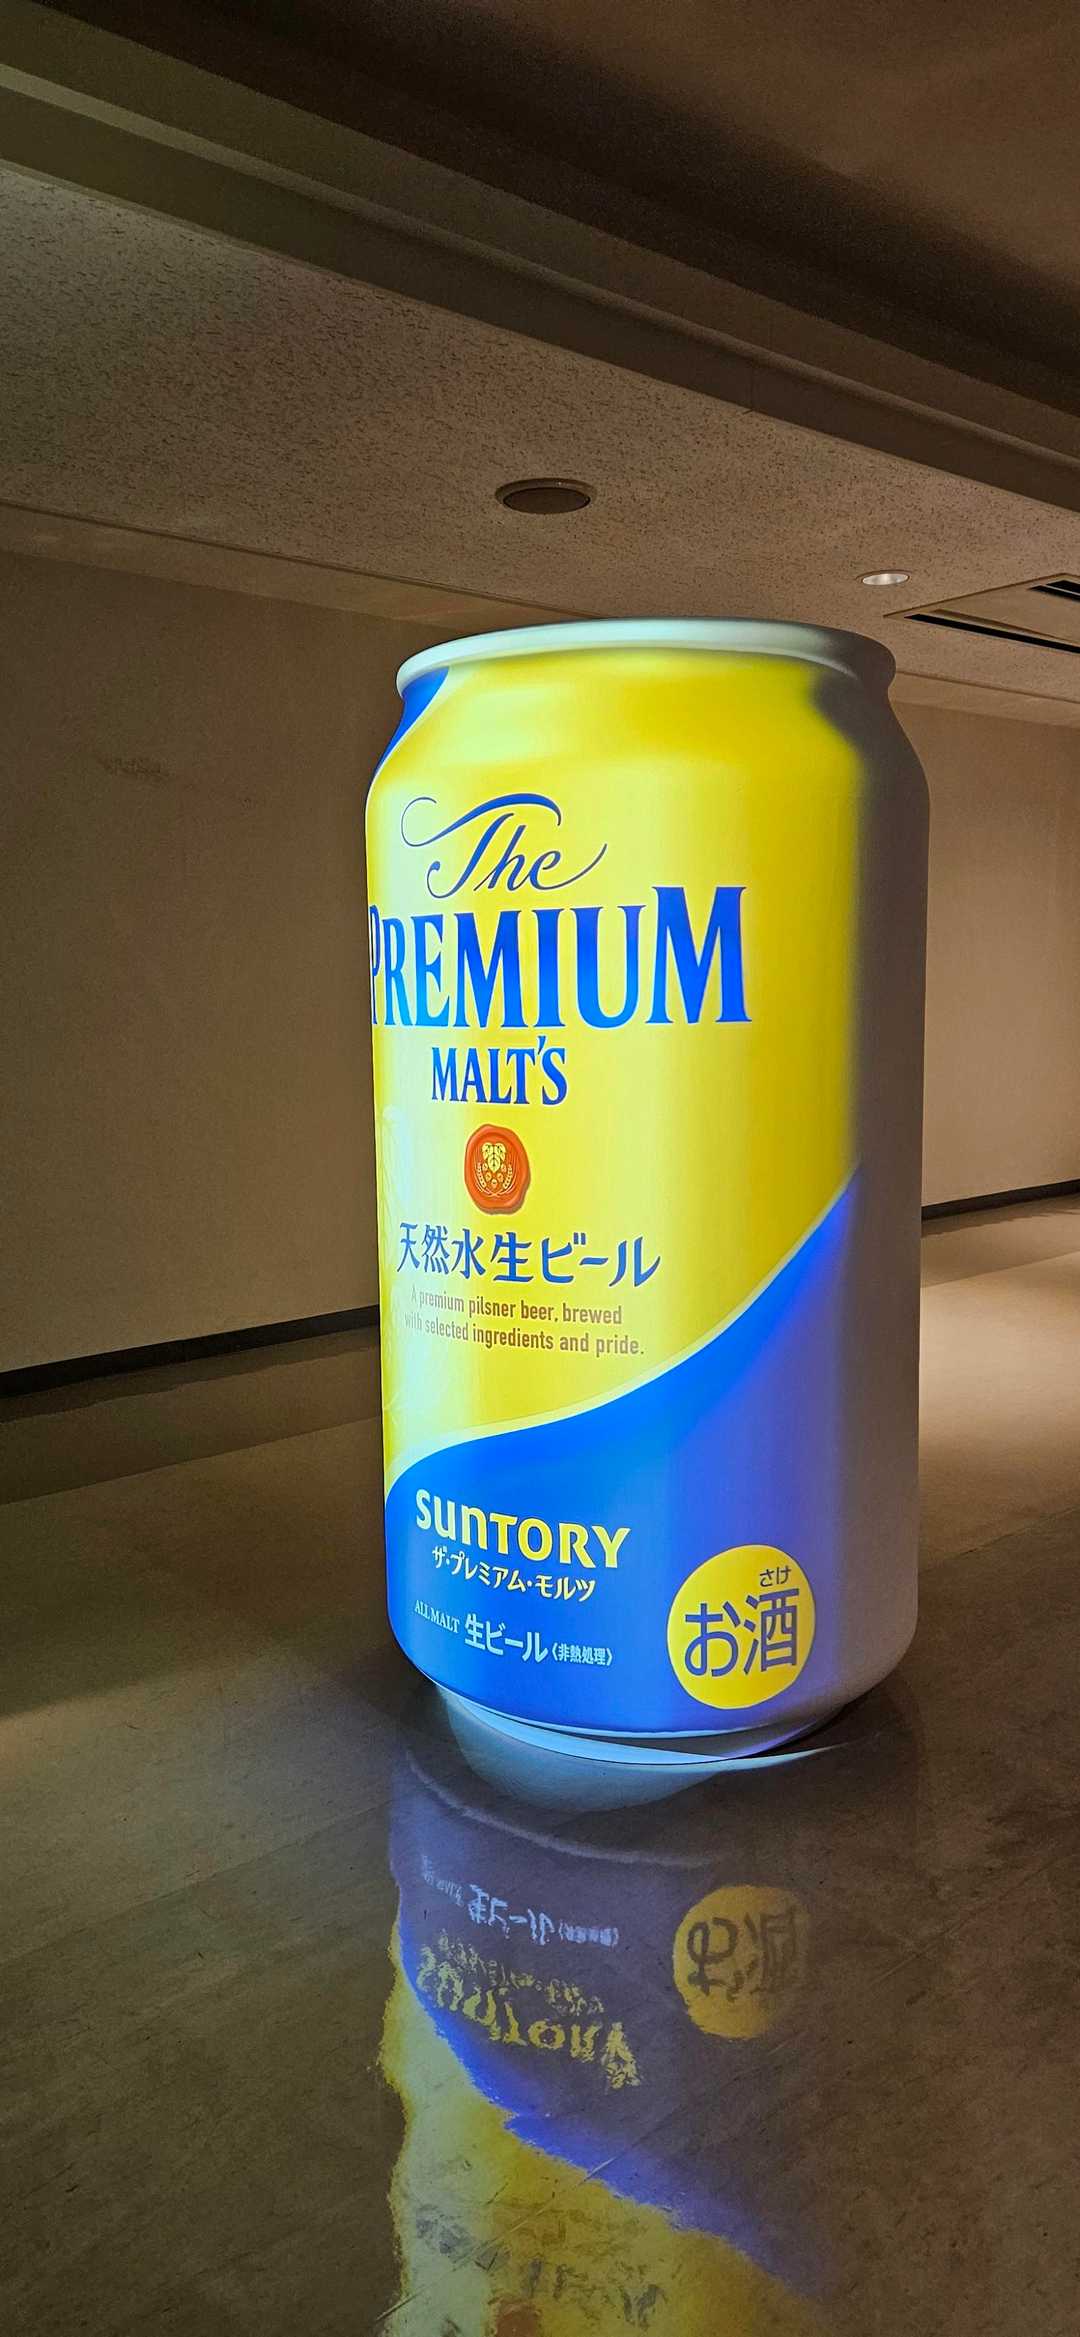 The
PREMIUM
MALT'S
天然水生ビール
A premium pilsner beer, brewed
with selected ingredients and pride.
SUNTORY
ザ・プレミアム・モルツ
ALL MALT 生ビール〈非熱処理〉
さけ
お酒